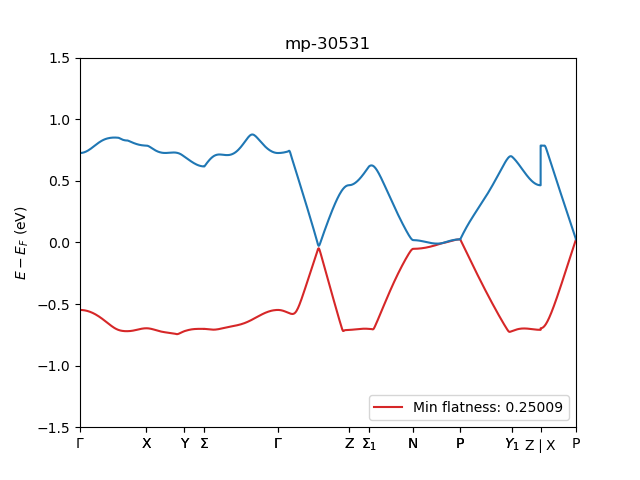 mp-30531
1.5
1.0
0.5
0.0
−0.5
−1.0
−1.5
E − E_F (eV)
Min flatness: 0.25009
Γ X Y Σ Γ Z Σ₁ N P Y₁ Z | X P